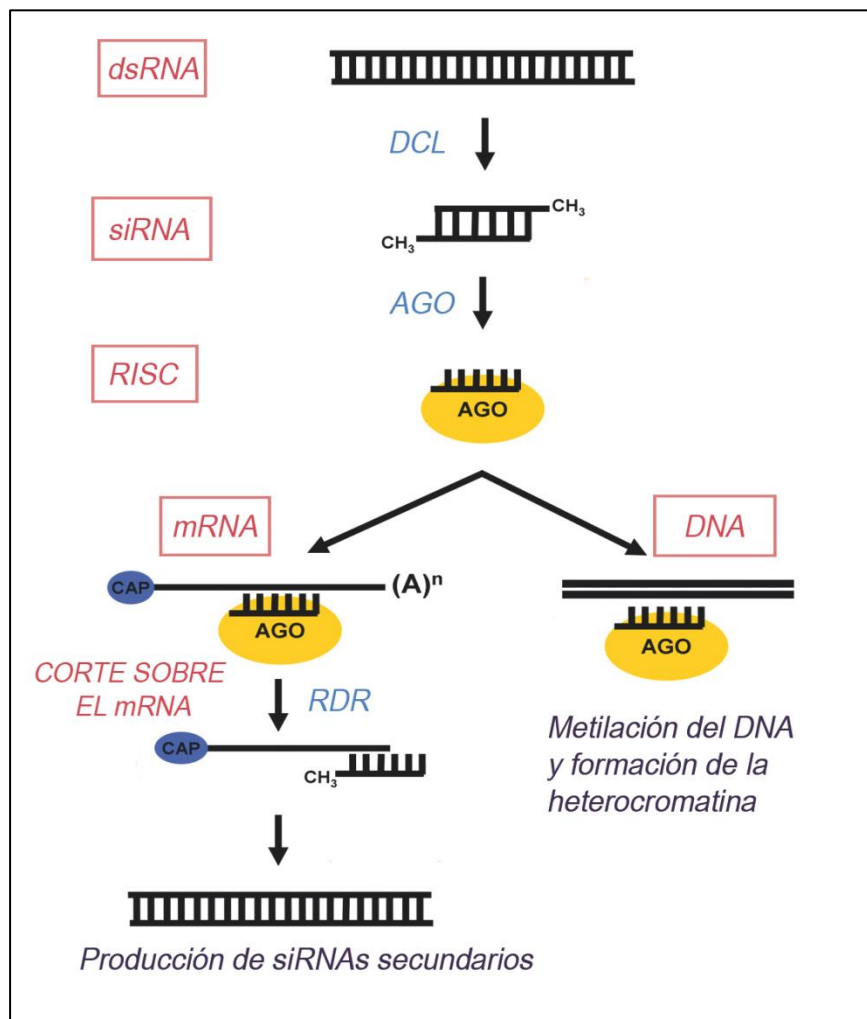 dsRNA
DCL
CH₃
siRNA
CH₃
AGO
RISC
AGO
mRNA
DNA
CAP
(A)ⁿ
AGO
AGO
CORTE SOBRE
EL mRNA
RDR
CAP
CH₃
Metilación del DNA
y formación de la
heterocromatina
Producción de siRNAs secundarios